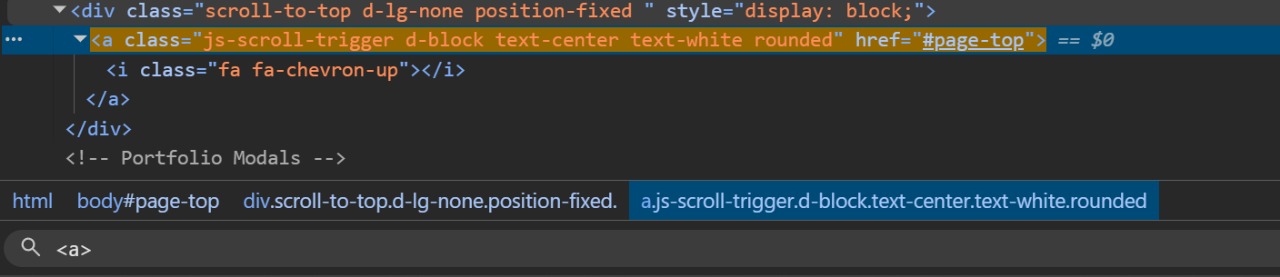 <div class="scroll-to-top d-lg-none position-fixed " style="display: block;">
… <a class="js-scroll-trigger d-block text-center text-white rounded" href="#page-top"> == $0
<i class="fa fa-chevron-up"></i>
</a>
</div>
<!-- Portfolio Modals -->
html body#page-top div.scroll-to-top.d-lg-none.position-fixed. a.js-scroll-trigger.d-block.text-center.text-white.rounded
<a>